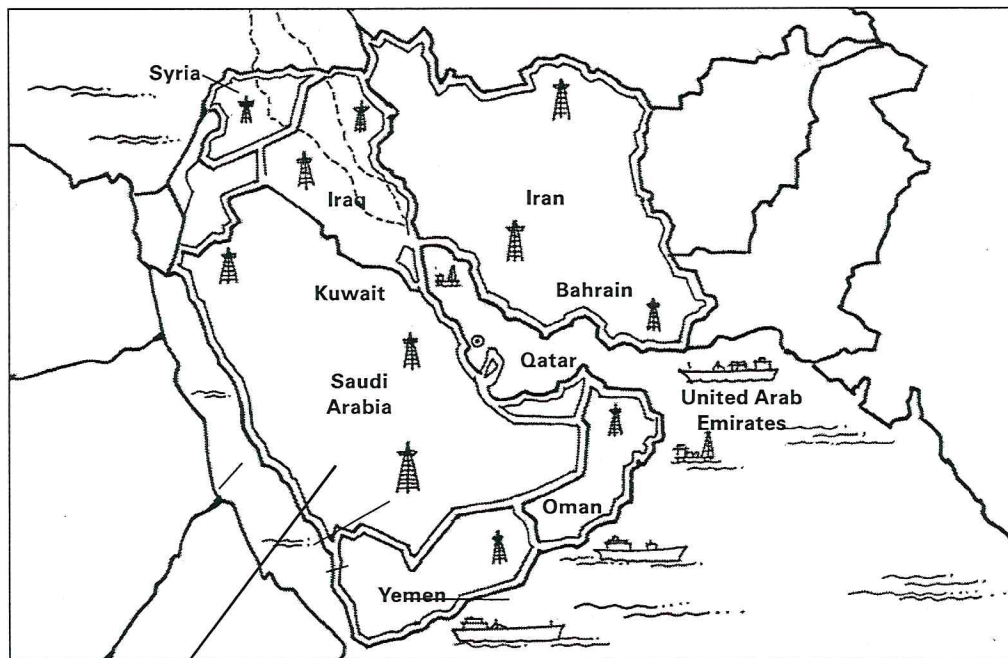 Syria
Iraq
Iran
Kuwait
Bahrain
Qatar
Saudi
Arabia
United Arab
Emirates
Oman
Yemen